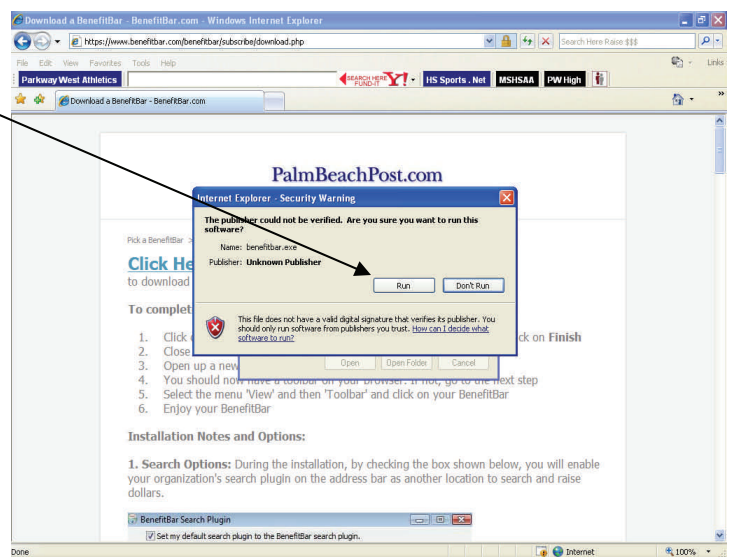 Download a BenefitBar - BenefitBar.com - Windows Internet Explorer
https://www.benefitbar.com/benefitbar/subscribe/download.php
Search Here Raise $$$
File Edit View Favorites Tools Help
Links
Parkway West Athletics
SEARCH HERE FUND-IT Y! HS Sports . Net MSHSAA PW High
Download a BenefitBar - BenefitBar.com
PalmBeachPost.com
Internet Explorer - Security Warning
The publisher could not be verified. Are you sure you want to run this
software?
Name: benefitbar.exe
Publisher: Unknown Publisher
Run Don't Run
This file does not have a valid digital signature that verifies its publisher. You
should only run software from publishers you trust. How can I decide what
software to run?
Open Open Folder Cancel
Pick a BenefitBar >
Click He
to download
To complet
1. Click ck on Finish
2. Close
3. Open up a new
4. You should now have a toolbar on your browser. If not, go to the next step
5. Select the menu 'View' and then 'Toolbar' and click on your BenefitBar
6. Enjoy your BenefitBar
Installation Notes and Options:
1. Search Options: During the installation, by checking the box shown below, you will enable
your organization's search plugin on the address bar as another location to search and raise
dollars.
BenefitBar Search Plugin
Set my default search plugin to the BenefitBar search plugin.
Done Internet 100%